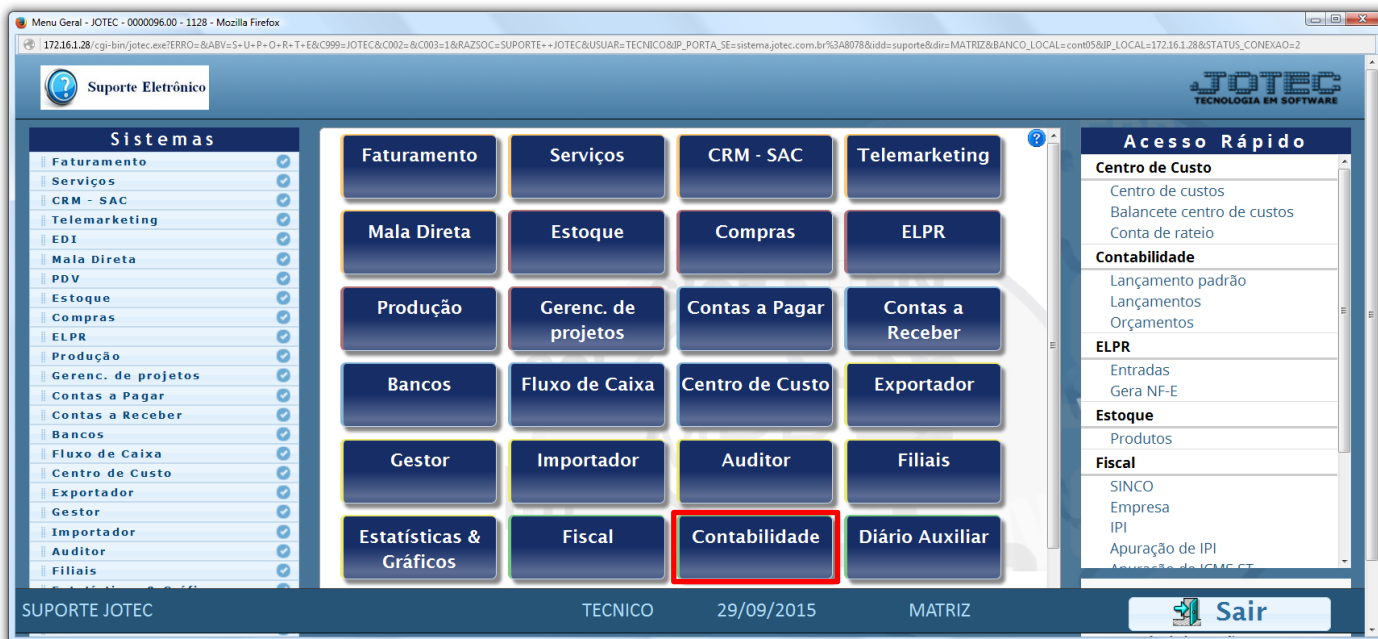 Menu Geral - JOTEC - 0000096.00 - 1128 - Mozilla Firefox
172.16.1.28/cgi-bin/jotec.exe?ERRO=&ABV=S+U+P+O+R+T+E&C999=JOTEC&C002=&C003=1&RAZSOC=SUPORTE++JOTEC&USUAR=TECNICO&IP_PORTA_SE=sistema.jotec.com.br%3A8078&idd=suporte&dir=MATRIZ&BANCO_LOCAL=cont05&IP_LOCAL=172.16.1.28&STATUS_CONEXAO=2
Suporte Eletrônico
JOTEC
TECNOLOGIA EM SOFTWARE
Sistemas
Faturamento
Serviços
CRM - SAC
Telemarketing
EDI
Mala Direta
PDV
Estoque
Compras
ELPR
Produção
Gerenc. de projetos
Contas a Pagar
Contas a Receber
Bancos
Fluxo de Caixa
Centro de Custo
Exportador
Gestor
Importador
Auditor
Filiais
Faturamento
Serviços
CRM - SAC
Telemarketing
Mala Direta
Estoque
Compras
ELPR
Produção
Gerenc. de
projetos
Contas a Pagar
Contas a
Receber
Bancos
Fluxo de Caixa
Centro de Custo
Exportador
Gestor
Importador
Auditor
Filiais
Estatísticas &
Gráficos
Fiscal
Contabilidade
Diário Auxiliar
Acesso Rápido
Centro de Custo
Centro de custos
Balancete centro de custos
Conta de rateio
Contabilidade
Lançamento padrão
Lançamentos
Orçamentos
ELPR
Entradas
Gera NF-E
Estoque
Produtos
Fiscal
SINCO
Empresa
IPI
Apuração de IPI
Apuração de ICMS ST
SUPORTE JOTEC
TECNICO
29/09/2015
MATRIZ
Sair